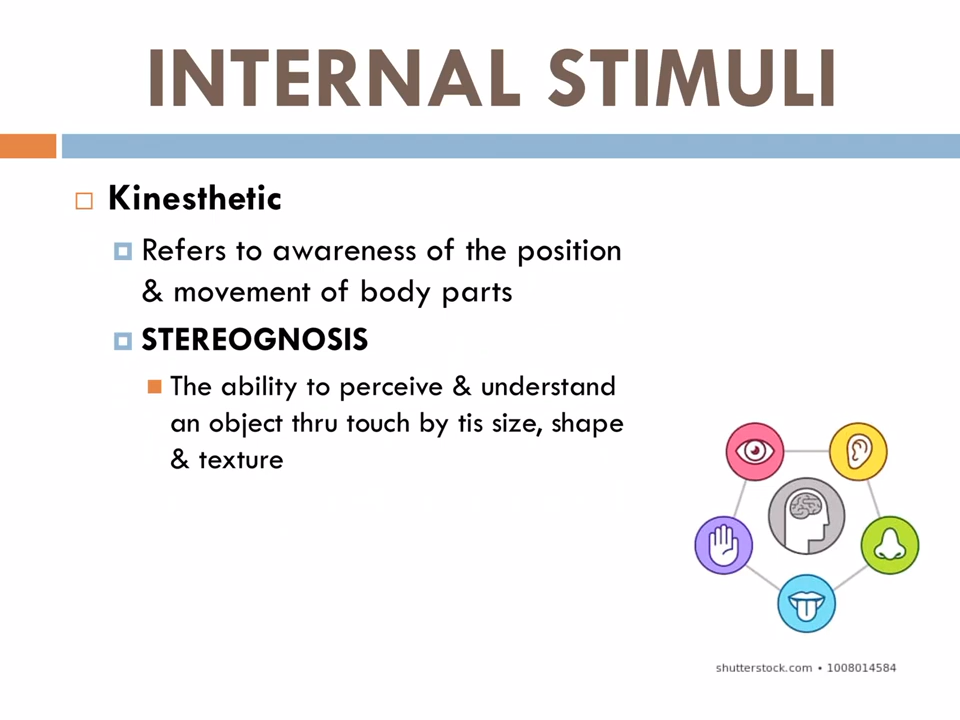 INTERNAL STIMULI
Kinesthetic
Refers to awareness of the position
& movement of body parts
STEREOGNOSIS
The ability to perceive & understand
an object thru touch by tis size, shape
& texture
shutterstock.com • 1008014584